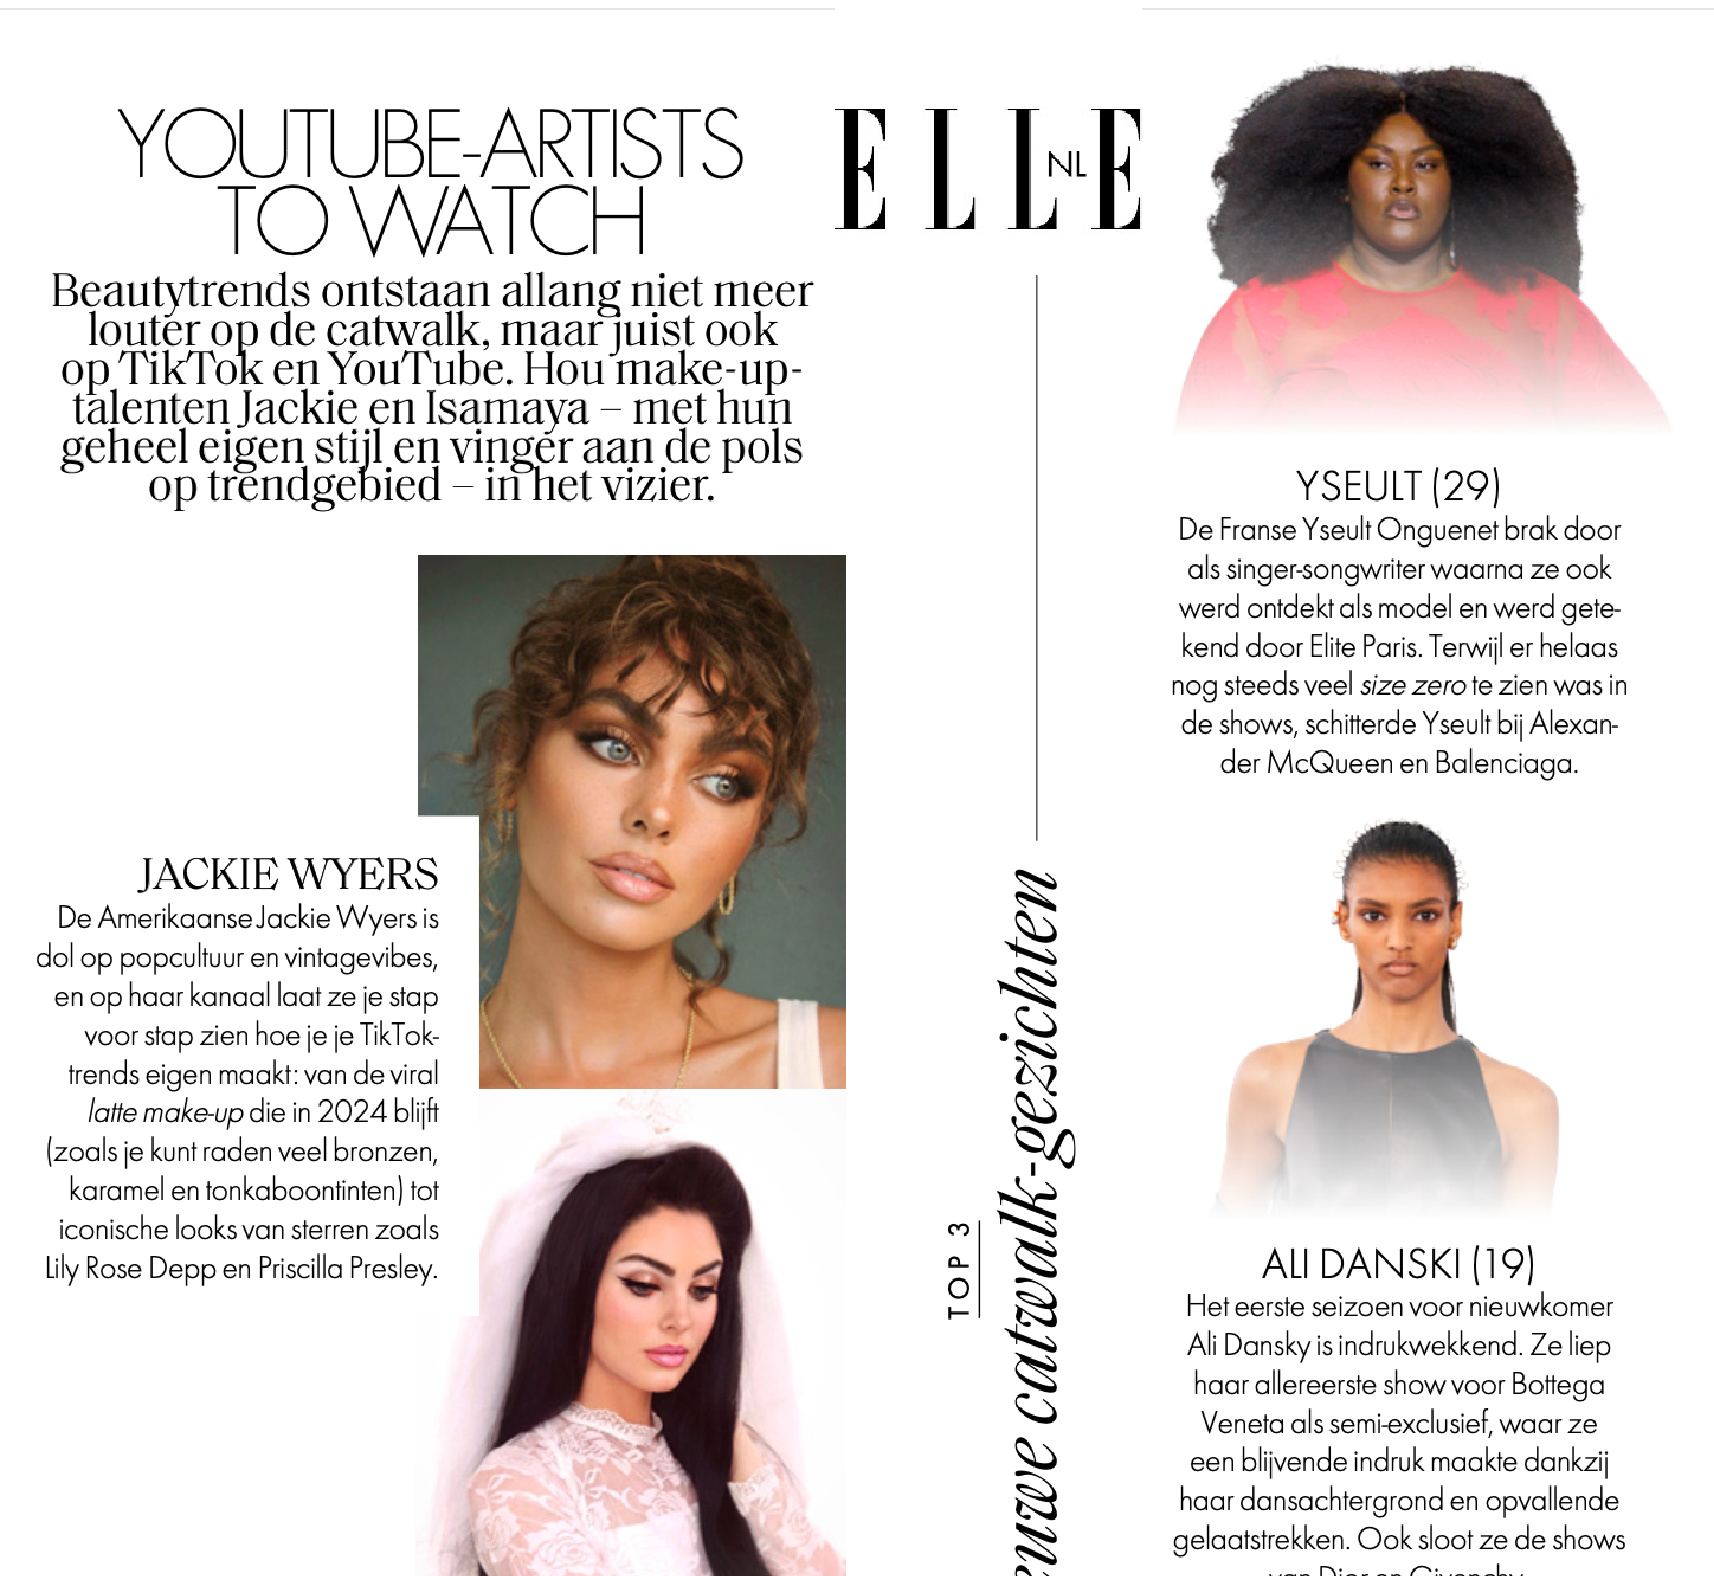 YOUTUBE-ARTISTS
TO WATCH
Beautytrends ontstaan allang niet meer
louter op de catwalk, maar juist ook
op TikTok en YouTube. Hou make-up-
talenten Jackie en Isamaya – met hun
geheel eigen stijl en vinger aan de pols
op trendgebied – in het vizier.
JACKIE WYERS
De Amerikaanse Jackie Wyers is
dol op popcultuur en vintagevibes,
en op haar kanaal laat ze je stap
voor stap zien hoe je je TikTok-
trends eigen maakt: van de viral
latte make-up die in 2024 blijft
(zoals je kunt raden veel bronzen,
karamel en tonkaboontinten) tot
iconische looks van sterren zoals
Lily Rose Depp en Priscilla Presley.
ELLE
NL
TOP 3
euwe catwalk-gezichten
YSEULT (29)
De Franse Yseult Onguenet brak door
als singer-songwriter waarna ze ook
werd ontdekt als model en werd gete-
kend door Elite Paris. Terwijl er helaas
nog steeds veel size zero te zien was in
de shows, schitterde Yseult bij Alexan-
der McQueen en Balenciaga.
ALI DANSKI (19)
Het eerste seizoen voor nieuwkomer
Ali Dansky is indrukwekkend. Ze liep
haar allereerste show voor Bottega
Veneta als semi-exclusief, waar ze
een blijvende indruk maakte dankzij
haar dansachtergrond en opvallende
gelaatstrekken. Ook sloot ze de shows
van Dior en Givenchy.